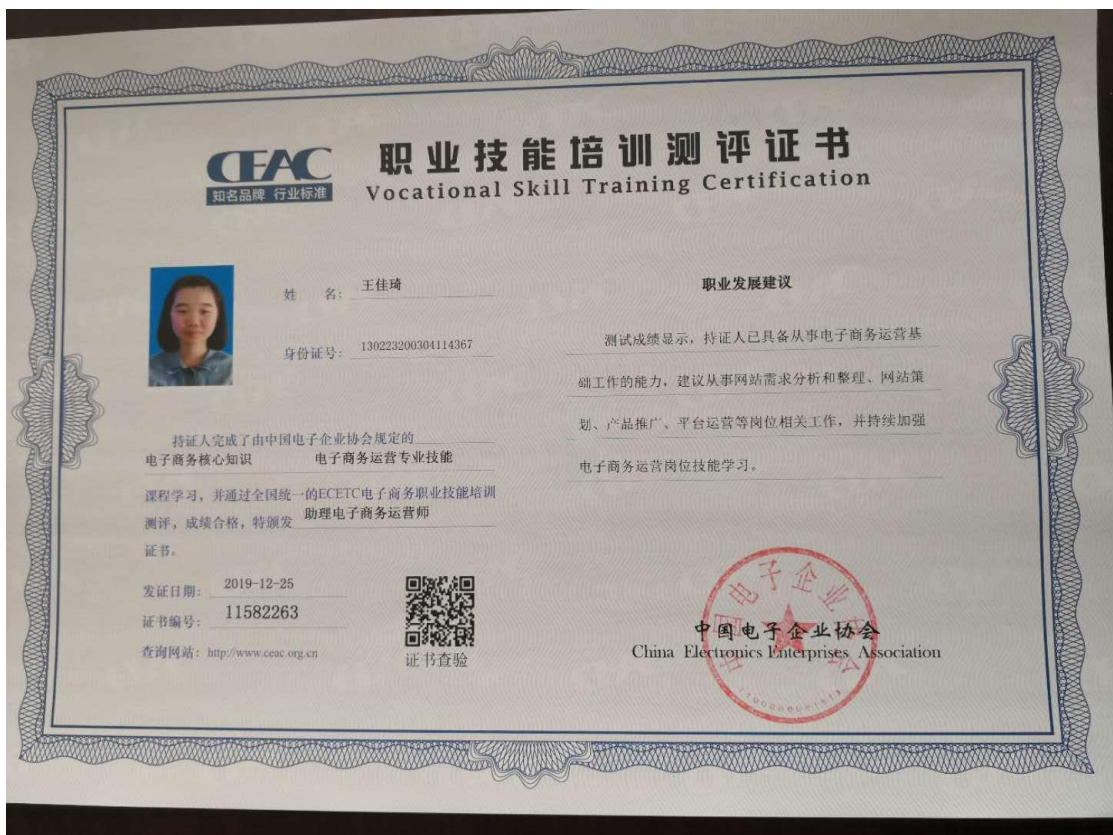 CEAC
知名品牌 行业标准
职业技能培训测评证书
Vocational Skill Training Certification
姓 名: 王佳琦
身份证号: 130223200304114367
持证人完成了由中国电子企业协会规定的
电子商务核心知识 电子商务运营专业技能
课程学习，并通过全国统一的ECETC电子商务职业技能培训
测评，成绩合格，特颁发 助理电子商务运营师
证书。
发证日期: 2019-12-25
证书编号: 11582263
查询网站: http://www.ceac.org.cn
证书查验
职业发展建议
测试成绩显示，持证人已具备从事电子商务运营基
础工作的能力，建议从事网站需求分析和整理、网站策
划、产品推广、平台运营等岗位相关工作，并持续加强
电子商务运营岗位技能学习。
中国电子企业协会
中国电子企业协会
China Electronics Enterprises Association